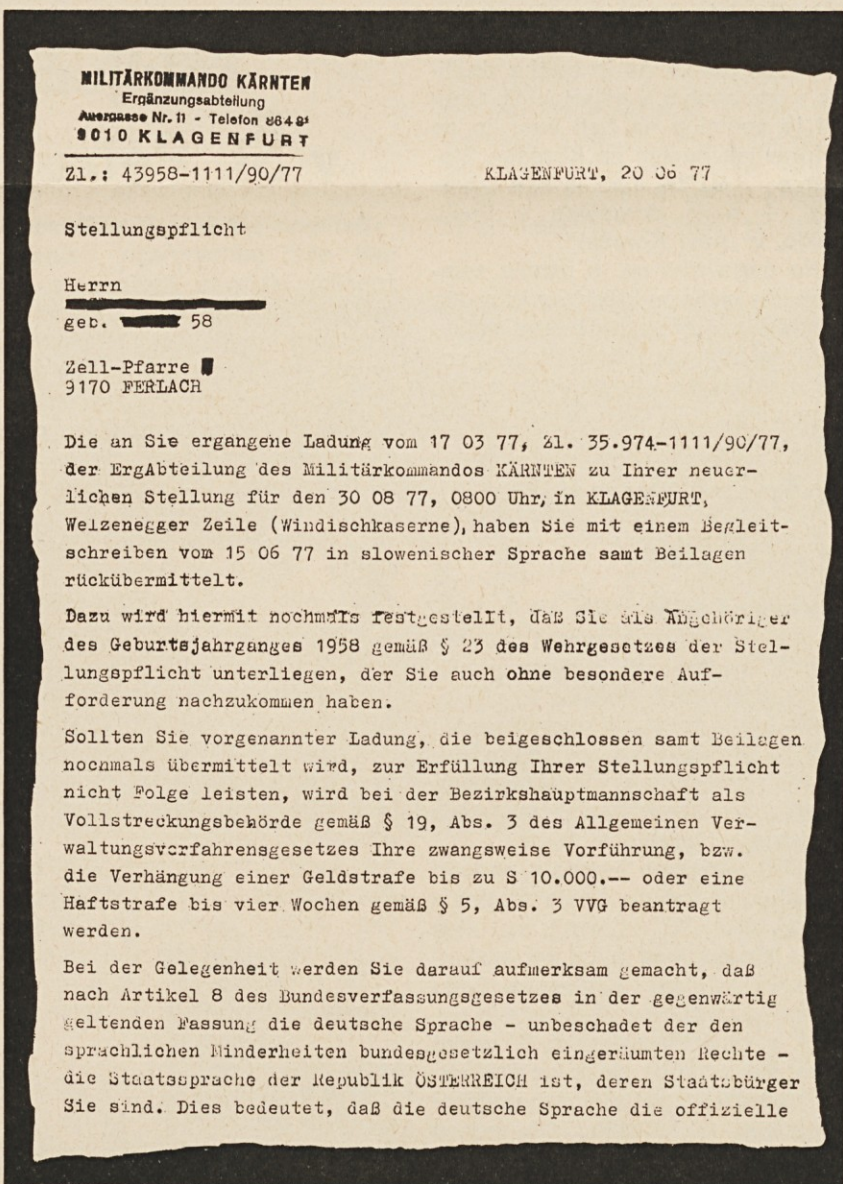 MILITÄRKOMMANDO KÄRNTEN
Ergänzungsabteilung
Auergasse Nr. 11 - Telefon 86481
9010 KLAGENFURT
Zl.: 43958-1111/90/77 KLAGENFURT, 20 06 77
Stellungspflicht
Herrn
geb. 58
Zell-Pfarre
9170 FERLACH
Die an Sie ergangene Ladung vom 17 03 77, Zl. 35.974-1111/90/77,
der ErgAbteilung des Militärkommandos KÄRNTEN zu Ihrer neuer-
lichen Stellung für den 30 08 77, 0800 Uhr, in KLAGENFURT,
Welzenegger Zeile (Windischkaserne), haben Sie mit einem Begleit-
schreiben vom 15 06 77 in slowenischer Sprache samt Beilagen
rückübermittelt.
Dazu wird hiermit nochmals festgestellt, daß Sie als Angehöriger
des Geburtsjahrganges 1958 gemäß § 23 des Wehrgesetzes der Stel-
lungspflicht unterliegen, der Sie auch ohne besondere Auf-
forderung nachzukommen haben.
Sollten Sie vorgenannter Ladung, die beigeschlossen samt Beilagen
nochmals übermittelt wird, zur Erfüllung Ihrer Stellungspflicht
nicht Folge leisten, wird bei der Bezirkshauptmannschaft als
Vollstreckungsbehörde gemäß § 19, Abs. 3 des Allgemeinen Ver-
waltungsverfahrensgesetzes Ihre zwangsweise Vorführung, bzw.
die Verhängung einer Geldstrafe bis zu S 10.000.-- oder eine
Haftstrafe bis vier Wochen gemäß § 5, Abs. 3 VVG beantragt
werden.
Bei der Gelegenheit werden Sie darauf aufmerksam gemacht, daß
nach Artikel 8 des Bundesverfassungsgesetzes in der gegenwärtig
geltenden Fassung die deutsche Sprache - unbeschadet der den
sprachlichen Minderheiten bundesgesetzlich eingeräumten Rechte -
die Staatssprache der Republik ÖSTERREICH ist, deren Staatsbürger
Sie sind. Dies bedeutet, daß die deutsche Sprache die offizielle